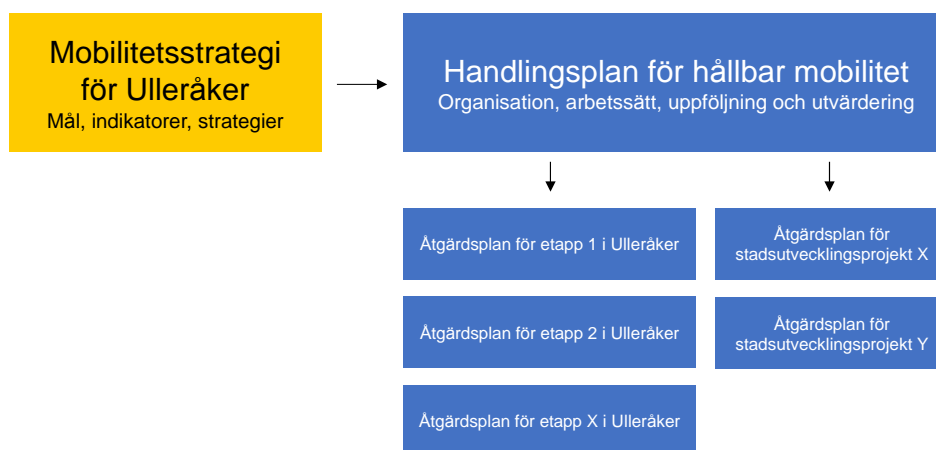 Mobilitetsstrategi
för Ulleråker
Mål, indikatorer, strategier
Handlingsplan för hållbar mobilitet
Organisation, arbetssätt, uppföljning och utvärdering
Åtgärdsplan för etapp 1 i Ulleråker
Åtgärdsplan för
stadsutvecklingsprojekt X
Åtgärdsplan för etapp 2 i Ulleråker
Åtgärdsplan för
stadsutvecklingsprojekt Y
Åtgärdsplan för etapp X i Ulleråker